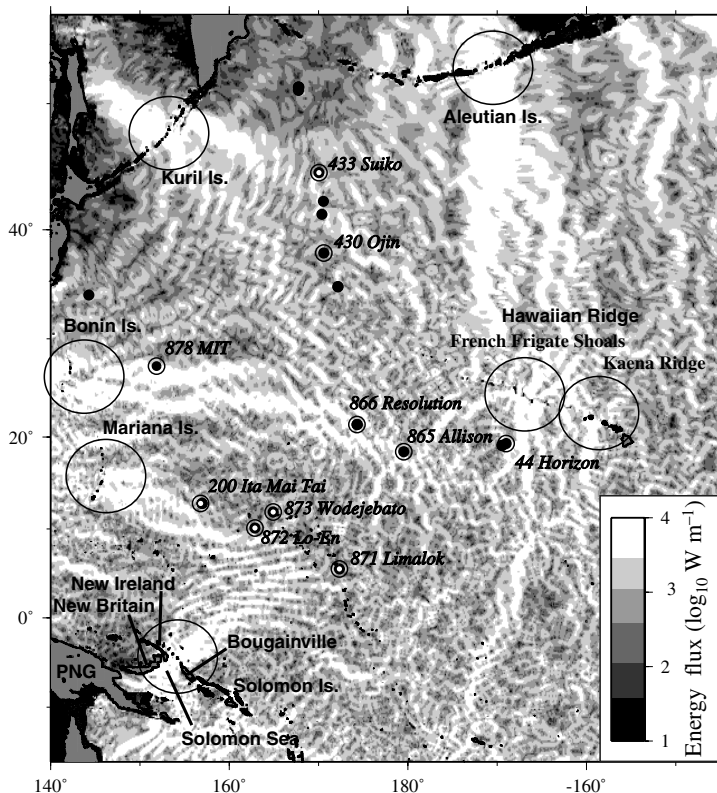 Aleutian Is.
Kuril Is.
433 Suiko
40°
430 Ojin
Hawaiian Ridge
Bonin Is.
French Frigate Shoals
878 MIT
Kaena Ridge
866 Resolution
20°
Mariana Is.
865 Allison
44 Horizon
200 Ita Mai Tai
873 Wodejebato
872 Lo-En
871 Limalok
New Ireland
New Britain
0°
Bougainville
PNG
Solomon Is.
Solomon Sea
4
3
2
1
Energy flux (log10 W m−1)
140°
160°
180°
-160°